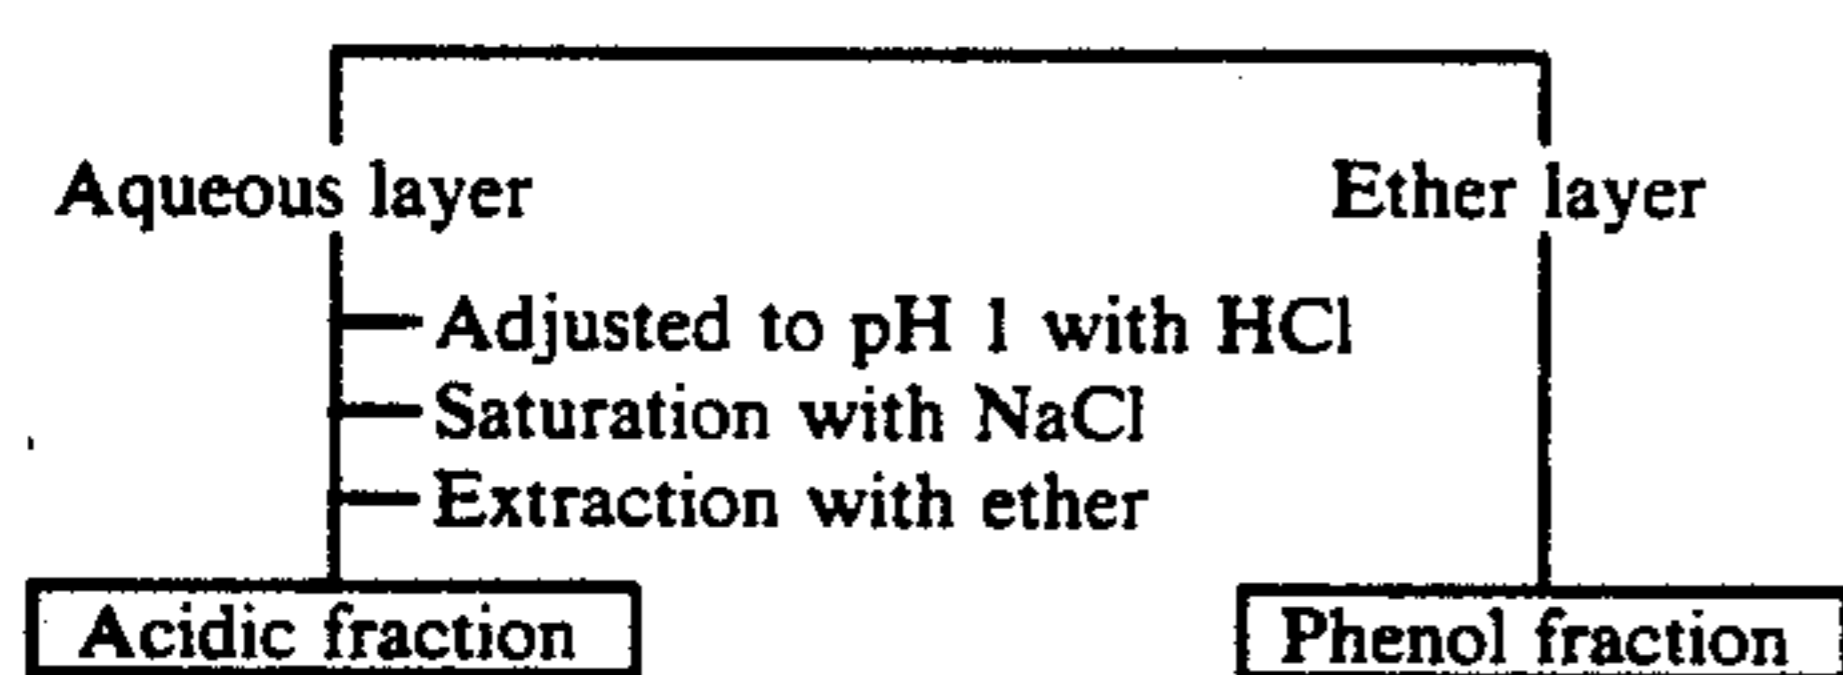 Aqueous layer
Ether layer
Adjusted to pH 1 with HCl
Saturation with NaCl
Extraction with ether
Acidic fraction
Phenol fraction